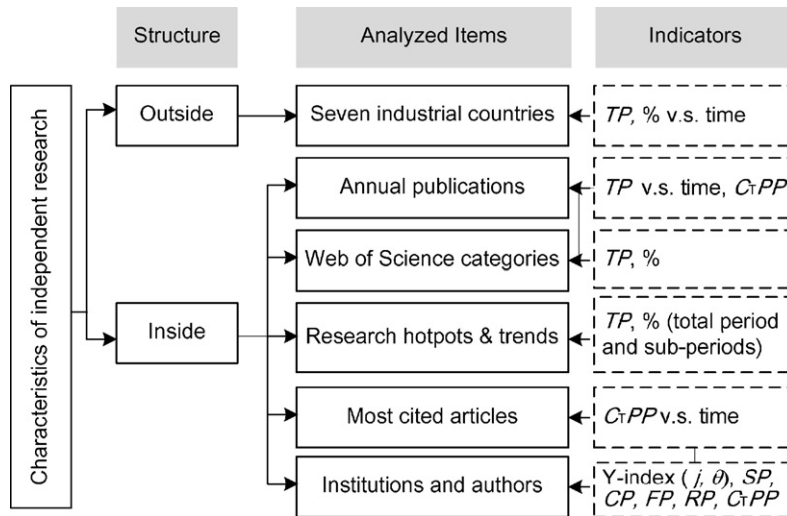 Structure
Analyzed Items
Indicators
Characteristics of independent research
Outside
Seven industrial countries
TP, % v.s. time
Annual publications
TP v.s. time, CTPP
Web of Science categories
TP, %
Inside
Research hotpots & trends
TP, % (total period
and sub-periods)
Most cited articles
CTPP v.s. time
Institutions and authors
Y-index ( j, θ), SP,
CP, FP, RP, CTPP